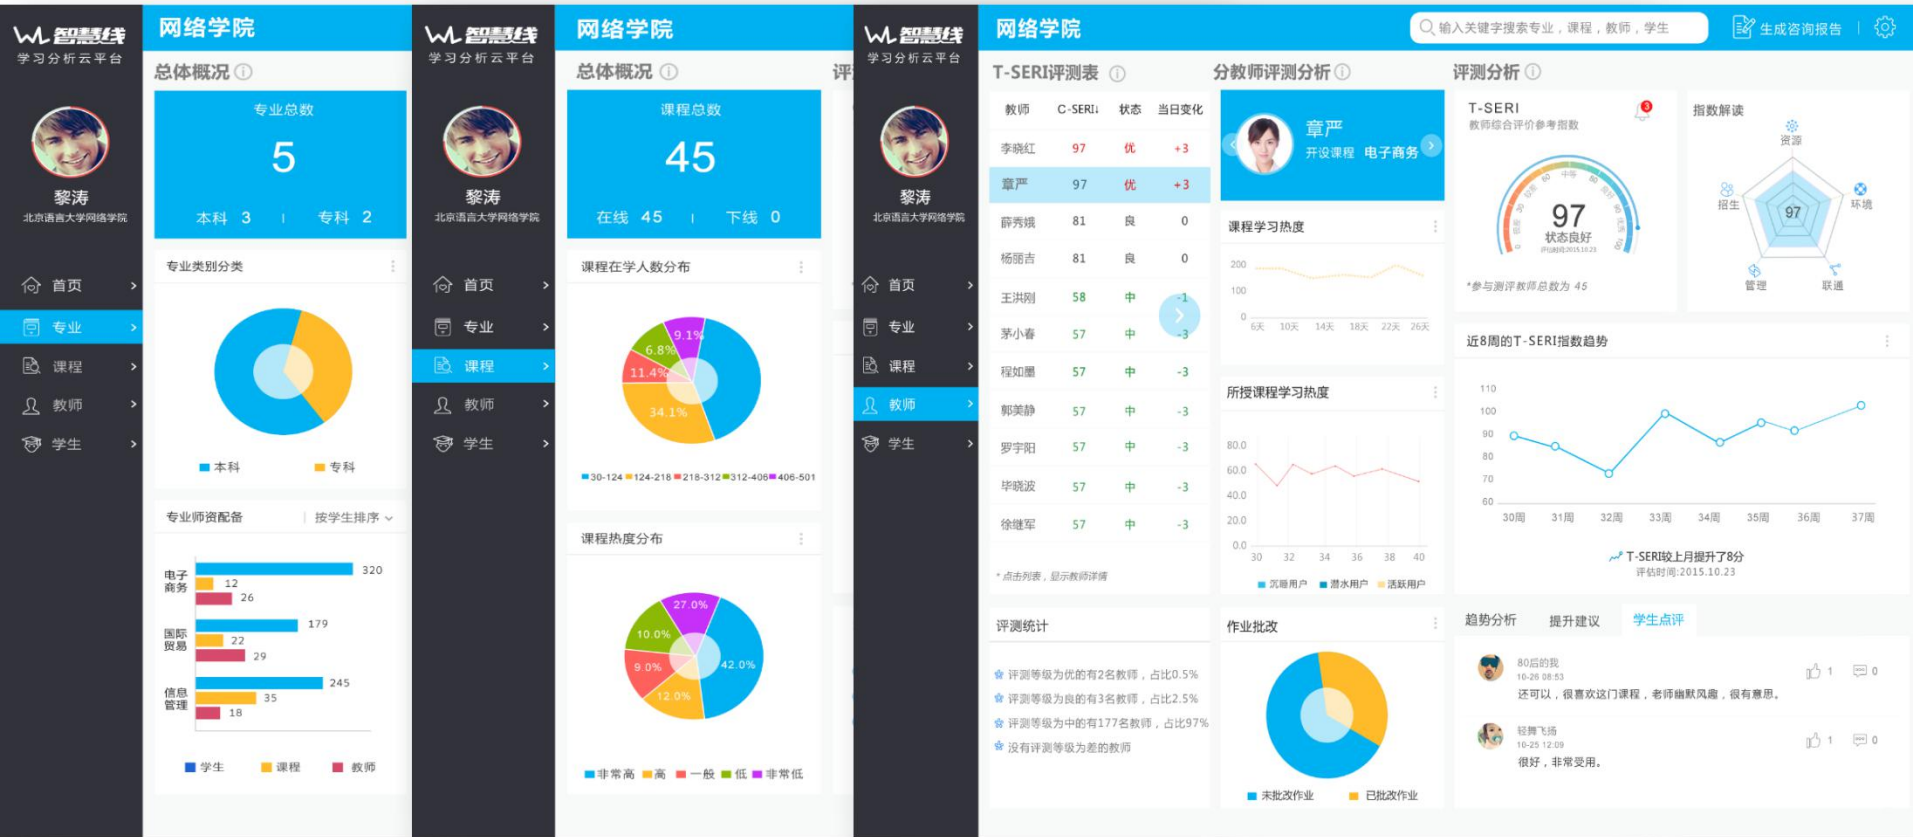 智慧线
学习分析云平台
黎涛
北京语言大学网络学院
首页
专业
课程
教师
学生
网络学院
总体概况
专业总数
5
本科 3 | 专科 2
专业类别分类
本科 专科
专业师资配备 | 按学生排序
电子商务 320 12 26
国际贸易 179 22 29
信息管理 245 35 18
学生 课程 教师
智慧线
学习分析云平台
黎涛
北京语言大学网络学院
首页
专业
课程
教师
学生
网络学院
总体概况
评
课程总数
45
在线 45 | 下线 0
课程在学人数分布
9.1%
6.8%
11.4%
34.1%
30-124 124-218 218-312 312-406 406-501
课程热度分布
27.0%
10.0%
9.0%
42.0%
12.0%
非常高 高 一般 低 非常低
智慧线
学习分析云平台
黎涛
北京语言大学网络学院
首页
专业
课程
教师
学生
网络学院
输入关键字搜索专业，课程，教师，学生
生成咨询报告
T-SERI评测表
教师 C-SERI↓ 状态 当日变化
李晓红 97 优 +3
章严 97 优 +3
薛秀娥 81 良 0
杨丽吉 81 良 0
王洪刚 58 中 -1
茅小春 57 中 -3
程如墨 57 中 -3
郭美静 57 中 -3
罗宇阳 57 中 -3
毕晓波 57 中 -3
徐继军 57 中 -3
* 点击列表，显示教师详情
评测统计
评测等级为优的有2名教师，占比0.5%
评测等级为良的有3名教师，占比2.5%
评测等级为中的有177名教师，占比97%
没有评测等级为差的教师
分教师评测分析
章严
开设课程 电子商务
课程学习热度
200
100
0
6天 10天 14天 18天 22天 26天
所授课程学习热度
80.0
60.0
40.0
20.0
0.0
30 32 34 36 38 40
沉睡用户 潜水用户 活跃用户
作业批改
未批改作业 已批改作业
评测分析
T-SERI
教师综合评价参考指数
3
97
状态良好
评估时间:2015.10.23
*参与测评教师总数为 45
指数解读
资源
招生
环境
97
管理
联通
近8周的T-SERI指数趋势
110
100
90
80
70
60
30周 31周 32周 33周 34周 35周 36周 37周
T-SERI较上月提升了8分
评估时间:2015.10.23
趋势分析 提升建议 学生点评
80后的我
10-26 08:53
还可以，很喜欢这门课程，老师幽默风趣，很有意思。
1 0
轻舞飞扬
10-25 12:09
很好，非常受用。
1 0